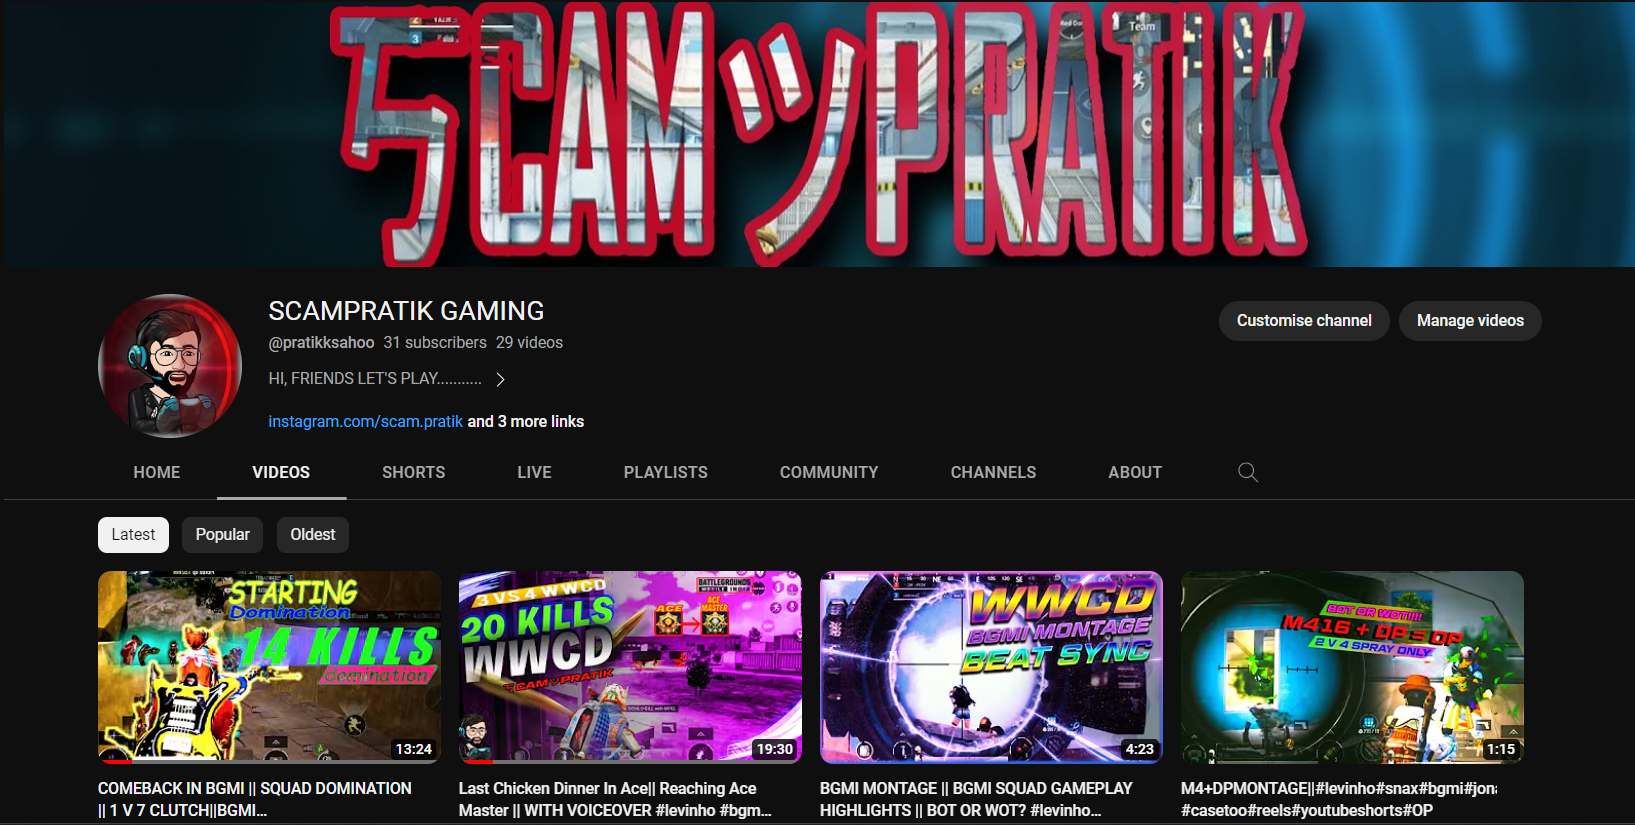 SCAMツPRATIK
Team
SCAMPRATIK GAMING
@pratikksahoo 31 subscribers 29 videos
HI, FRIENDS LET'S PLAY...........
instagram.com/scam.pratik and 3 more links
Customise channel
Manage videos
HOME
VIDEOS
SHORTS
LIVE
PLAYLISTS
COMMUNITY
CHANNELS
ABOUT
Latest
Popular
Oldest
STARTING
Domination
14 KILLS
domination
13:24
3 VS 4 WWCD
20 KILLS
WWCD
SCAMツPRATIK
BATTLEGROUNDS
MOBILE INDIA
ACE
ACE
MASTER
19:30
WWCD
BGMI MONTAGE
BEAT SYNC
4:23
BOT OR WOT!!!!
M416 + DP = OP
2 V 4 SPRAY ONLY
1:15
COMEBACK IN BGMI || SQUAD DOMINATION
|| 1 V 7 CLUTCH||BGMI...
Last Chicken Dinner In Ace|| Reaching Ace
Master || WITH VOICEOVER #levinho #bgm...
BGMI MONTAGE || BGMI SQUAD GAMEPLAY
HIGHLIGHTS || BOT OR WOT? #levinho...
M4+DPMONTAGE||#levinho#snax#bgmi#jon
#casetoo#reels#youtubeshorts#OP